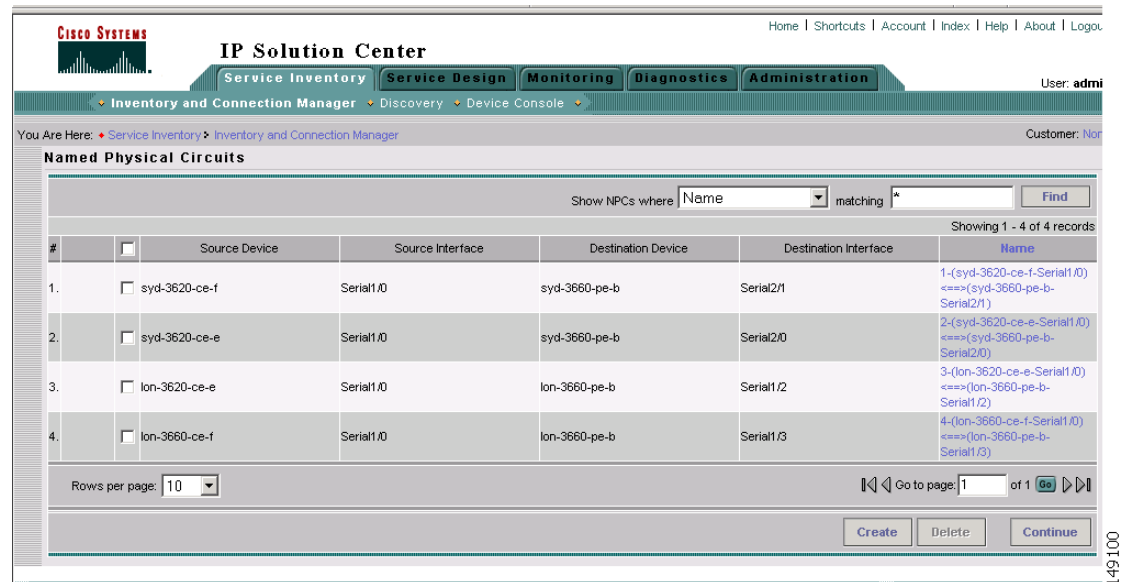 Home | Shortcuts | Account | Index | Help | About | Logou
CISCO SYSTEMS
IP Solution Center
Service Inventory Service Design Monitoring Diagnostics Administration
User: admi
Inventory and Connection Manager Discovery Device Console
You Are Here: Service Inventory Inventory and Connection Manager Customer: Nor
Named Physical Circuits
Show NPCs where Name matching * Find
Showing 1 - 4 of 4 records
# Source Device Source Interface Destination Device Destination Interface Name
1. syd-3620-ce-f Serial1/0 syd-3660-pe-b Serial2/1 1-(syd-3620-ce-f-Serial1/0)
<==>(syd-3660-pe-b-
Serial2/1)
2. syd-3620-ce-e Serial1/0 syd-3660-pe-b Serial2/0 2-(syd-3620-ce-e-Serial1/0)
<==>(syd-3660-pe-b-
Serial2/0)
3. lon-3620-ce-e Serial1/0 lon-3660-pe-b Serial1/2 3-(lon-3620-ce-e-Serial1/0)
<==>(lon-3660-pe-b-
Serial1/2)
4. lon-3660-ce-f Serial1/0 lon-3660-pe-b Serial1/3 4-(lon-3660-ce-f-Serial1/0)
<==>(lon-3660-pe-b-
Serial1/3)
Rows per page: 10 Go to page: 1 of 1 Go
Create Delete Continue
149100